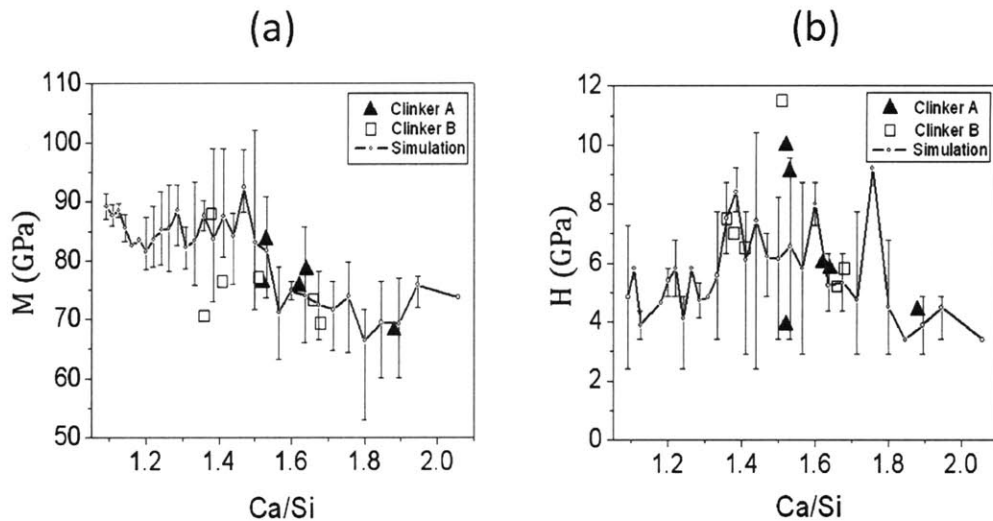 (a)
110
100
90
80
70
60
50
M (GPa)
Clinker A
Clinker B
Simulation
1.2 1.4 1.6 1.8 2.0
Ca/Si
(b)
12
10
8
6
4
2
0
H (GPa)
Clinker A
Clinker B
Simulation
1.2 1.4 1.6 1.8 2.0
Ca/Si